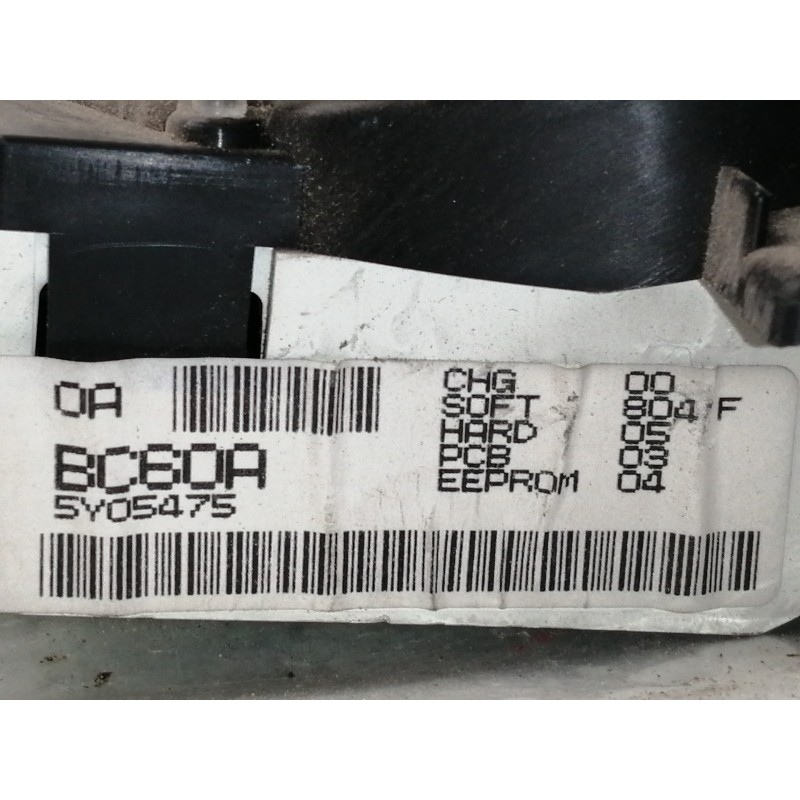 0A
BC60A
5Y05475
CHG 00
SOFT 804 F
HARD 05
PCB 03
EEPROM 04